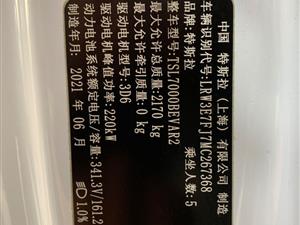 中国 特斯拉 (上海) 有限公司 制造
车辆识别代号:LRW3E7FJ7MC267368
品牌:特斯拉 乘坐人数:5
整车型号:TSL7000BEVAR2
最大允许总质量:2170 kg
最大允许牵引质量:0 kg
驱动电机型号:3D6
驱动电机峰值功率:220kW
动力电池系统额定电压/容量:341.3V/161.2
制造年月:2021 年 06 月
1.0%